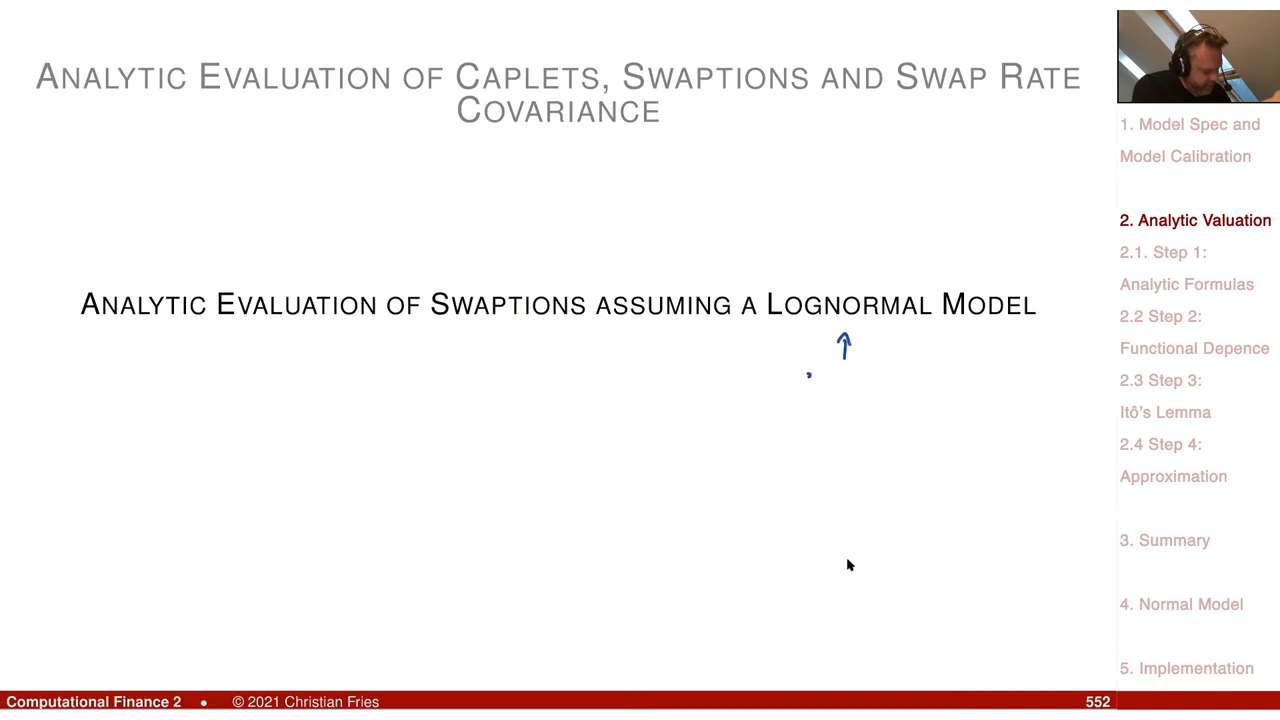 ANALYTIC EVALUATION OF CAPLETS, SWAPTIONS AND SWAP RATE
COVARIANCE
ANALYTIC EVALUATION OF SWAPTIONS ASSUMING A LOGNORMAL MODEL
1. Model Spec and
Model Calibration
2. Analytic Valuation
2.1. Step 1:
Analytic Formulas
2.2 Step 2:
Functional Depence
2.3 Step 3:
Itô's Lemma
2.4 Step 4:
Approximation
3. Summary
4. Normal Model
5. Implementation
Computational Finance 2 • © 2021 Christian Fries 552